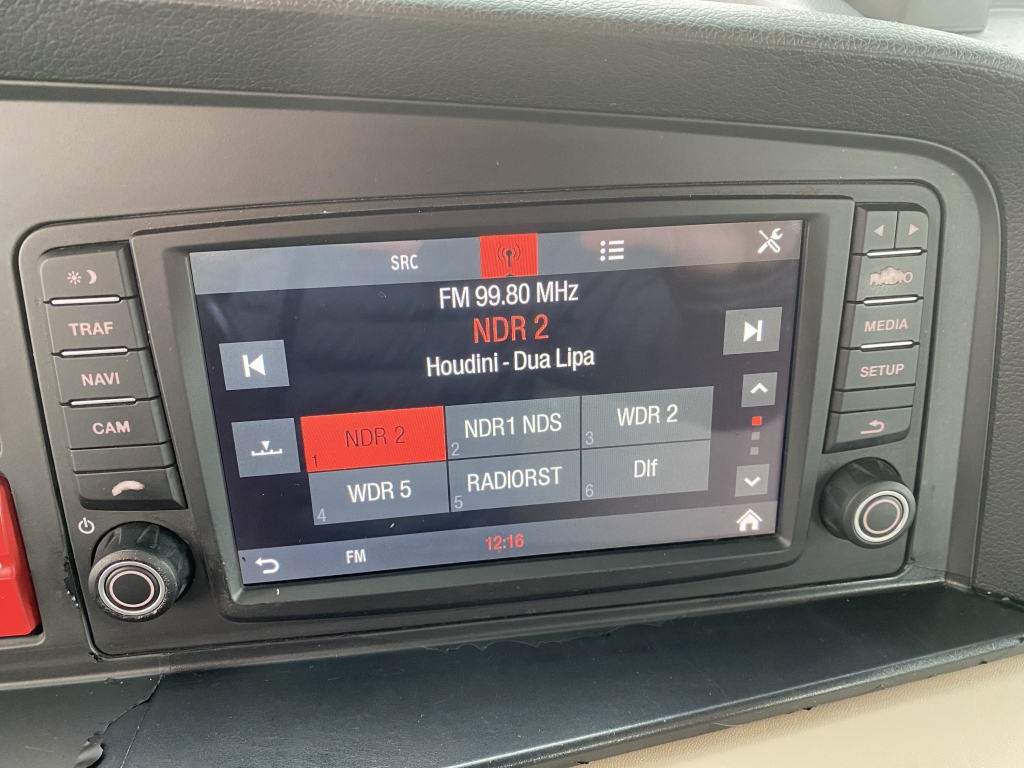 SRC
FM 99.80 MHz
NDR 2
Houdini - Dua Lipa
1 NDR 2
2 NDR1 NDS
3 WDR 2
4 WDR 5
5 RADIORST
6 Dlf
FM
12:16
TRAF
NAVI
CAM
RADIO
MEDIA
SETUP